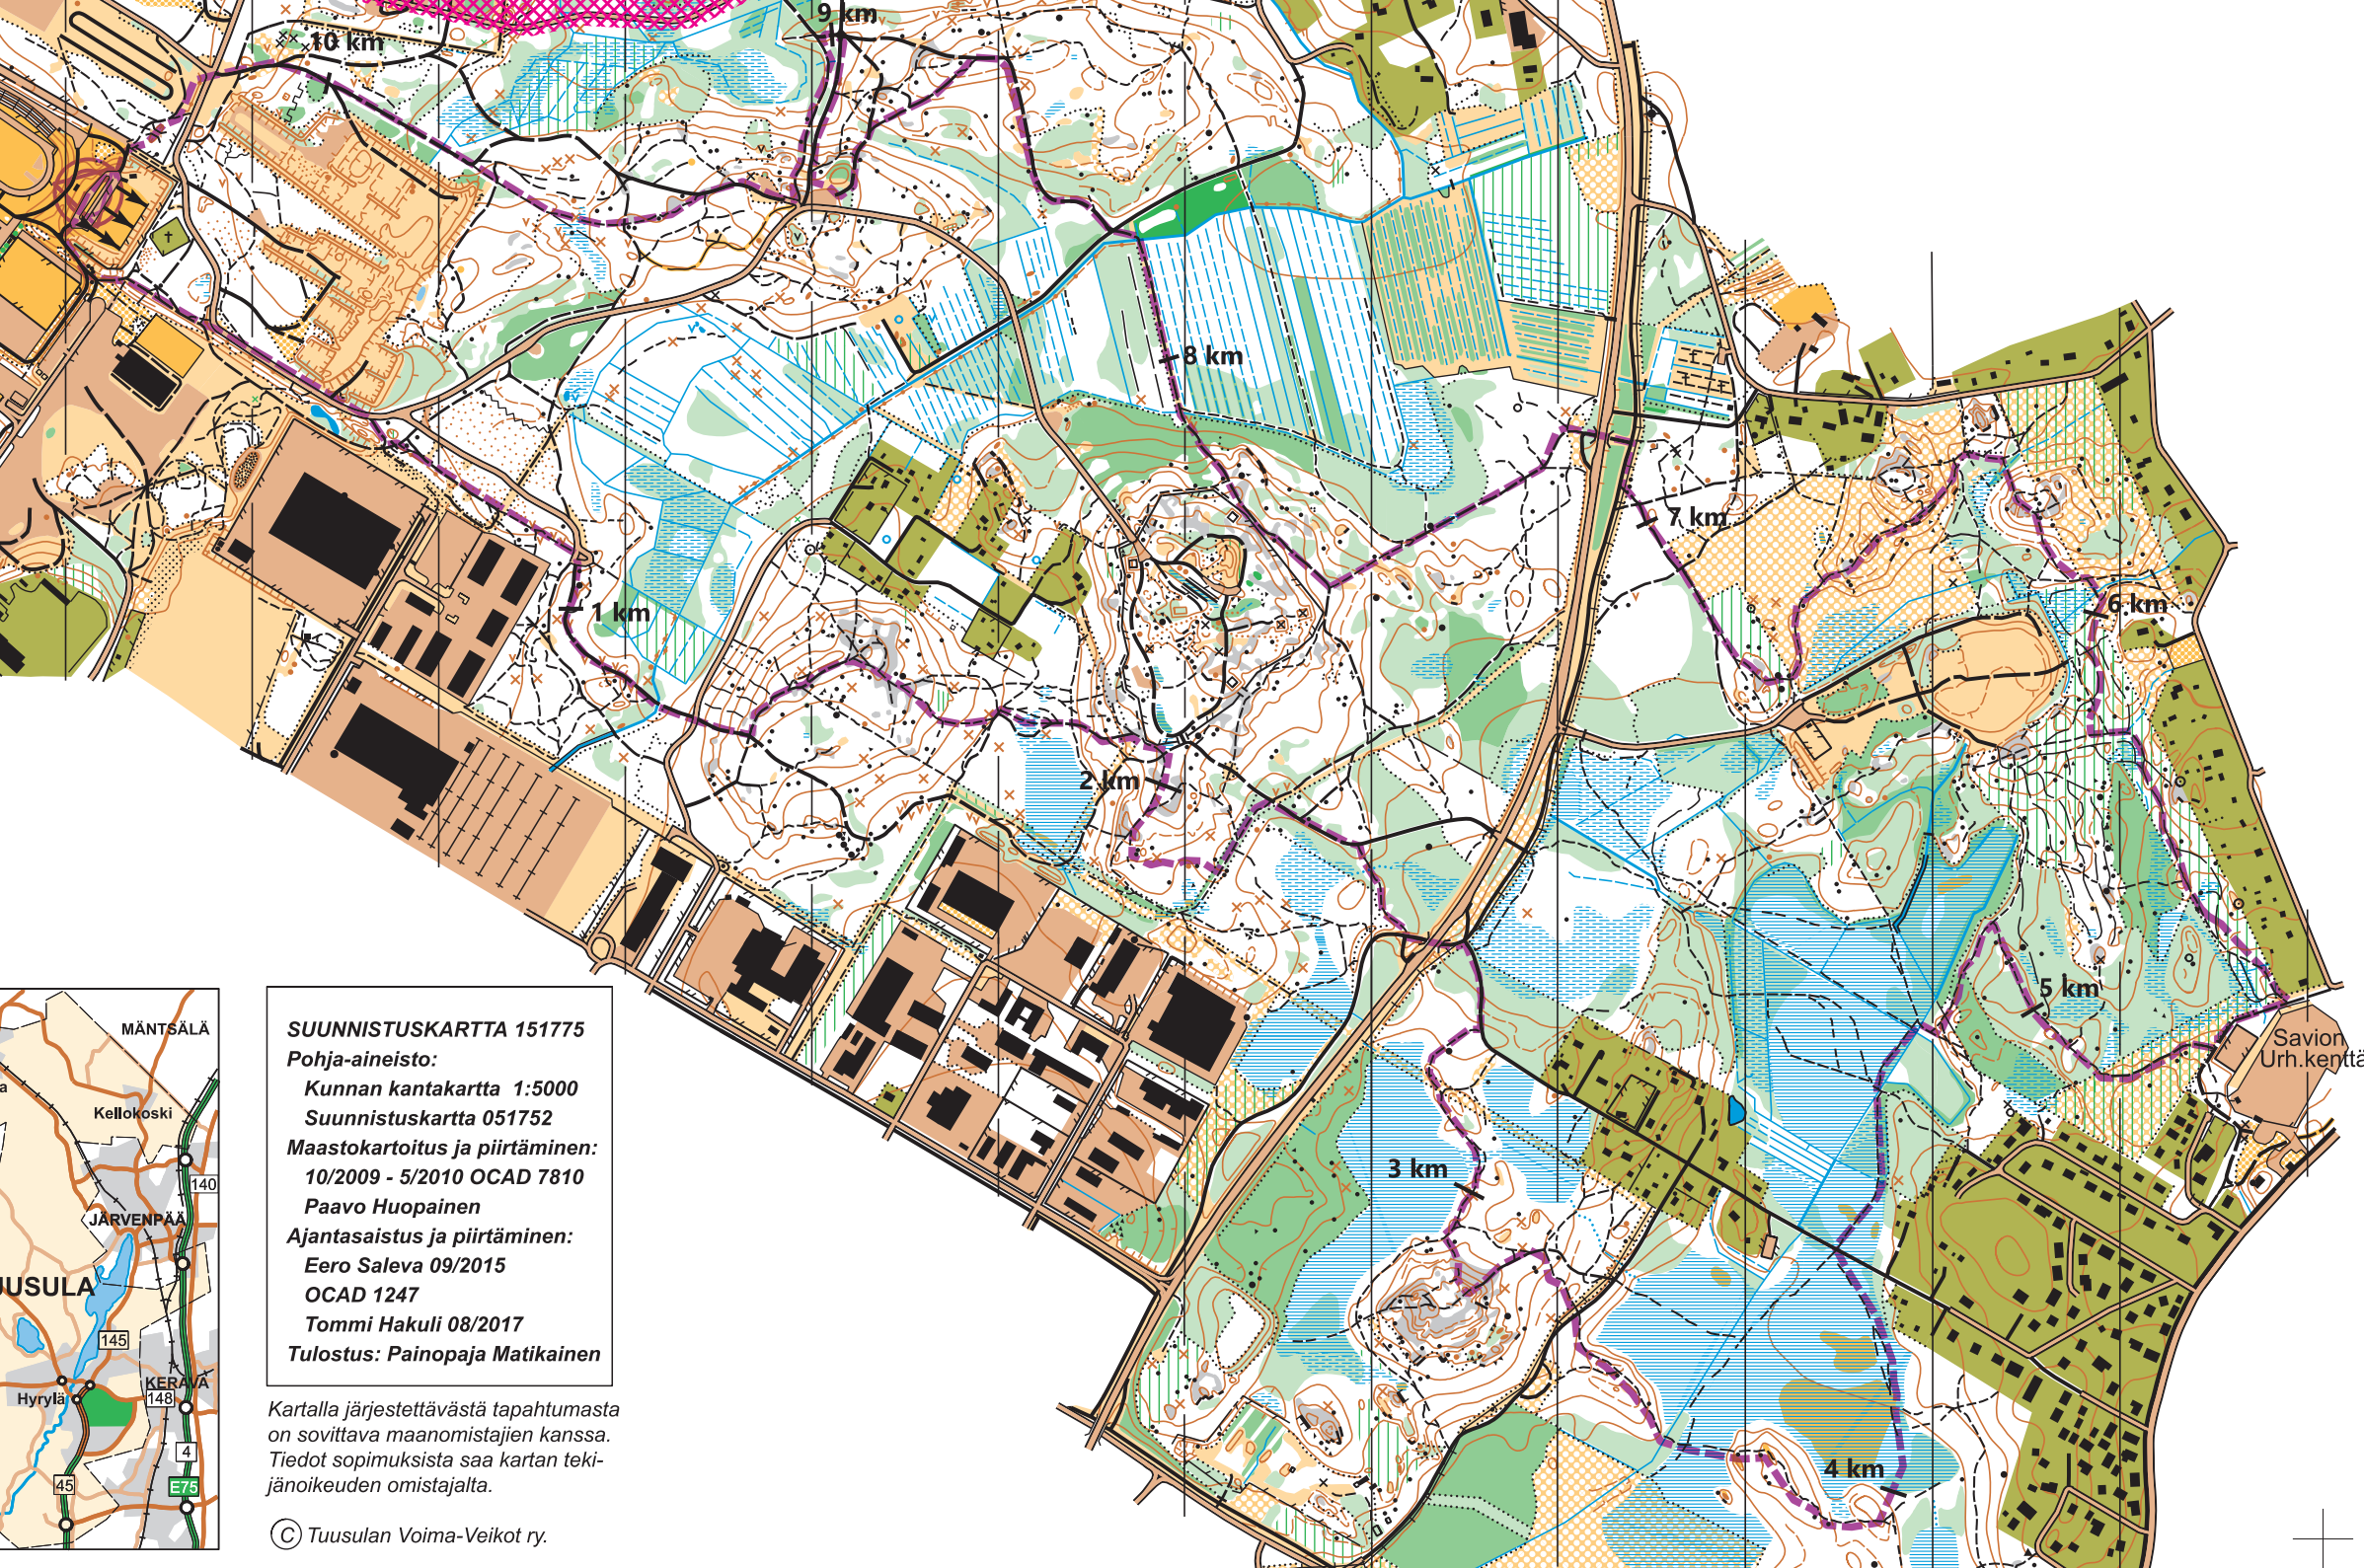 9 km
10 km
8 km
7 km
1 km
6 km
2 km
5 km
Savion
Urh.kenttä
3 km
4 km
MÄNTSÄLÄ
a
Kellokoski
140
JÄRVENPÄÄ
UUSULA
145
KERAVA
148
Hyrylä
4
45
E75
SUUNNISTUSKARTTA 151775
Pohja-aineisto:
Kunnan kantakartta 1:5000
Suunnistuskartta 051752
Maastokartoitus ja piirtäminen:
10/2009 - 5/2010 OCAD 7810
Paavo Huopainen
Ajantasaistus ja piirtäminen:
Eero Saleva 09/2015
OCAD 1247
Tommi Hakuli 08/2017
Tulostus: Painopaja Matikainen
Kartalla järjestettävästä tapahtumasta
on sovittava maanomistajien kanssa.
Tiedot sopimuksista saa kartan teki-
jänoikeuden omistajalta.
C Tuusulan Voima-Veikot ry.